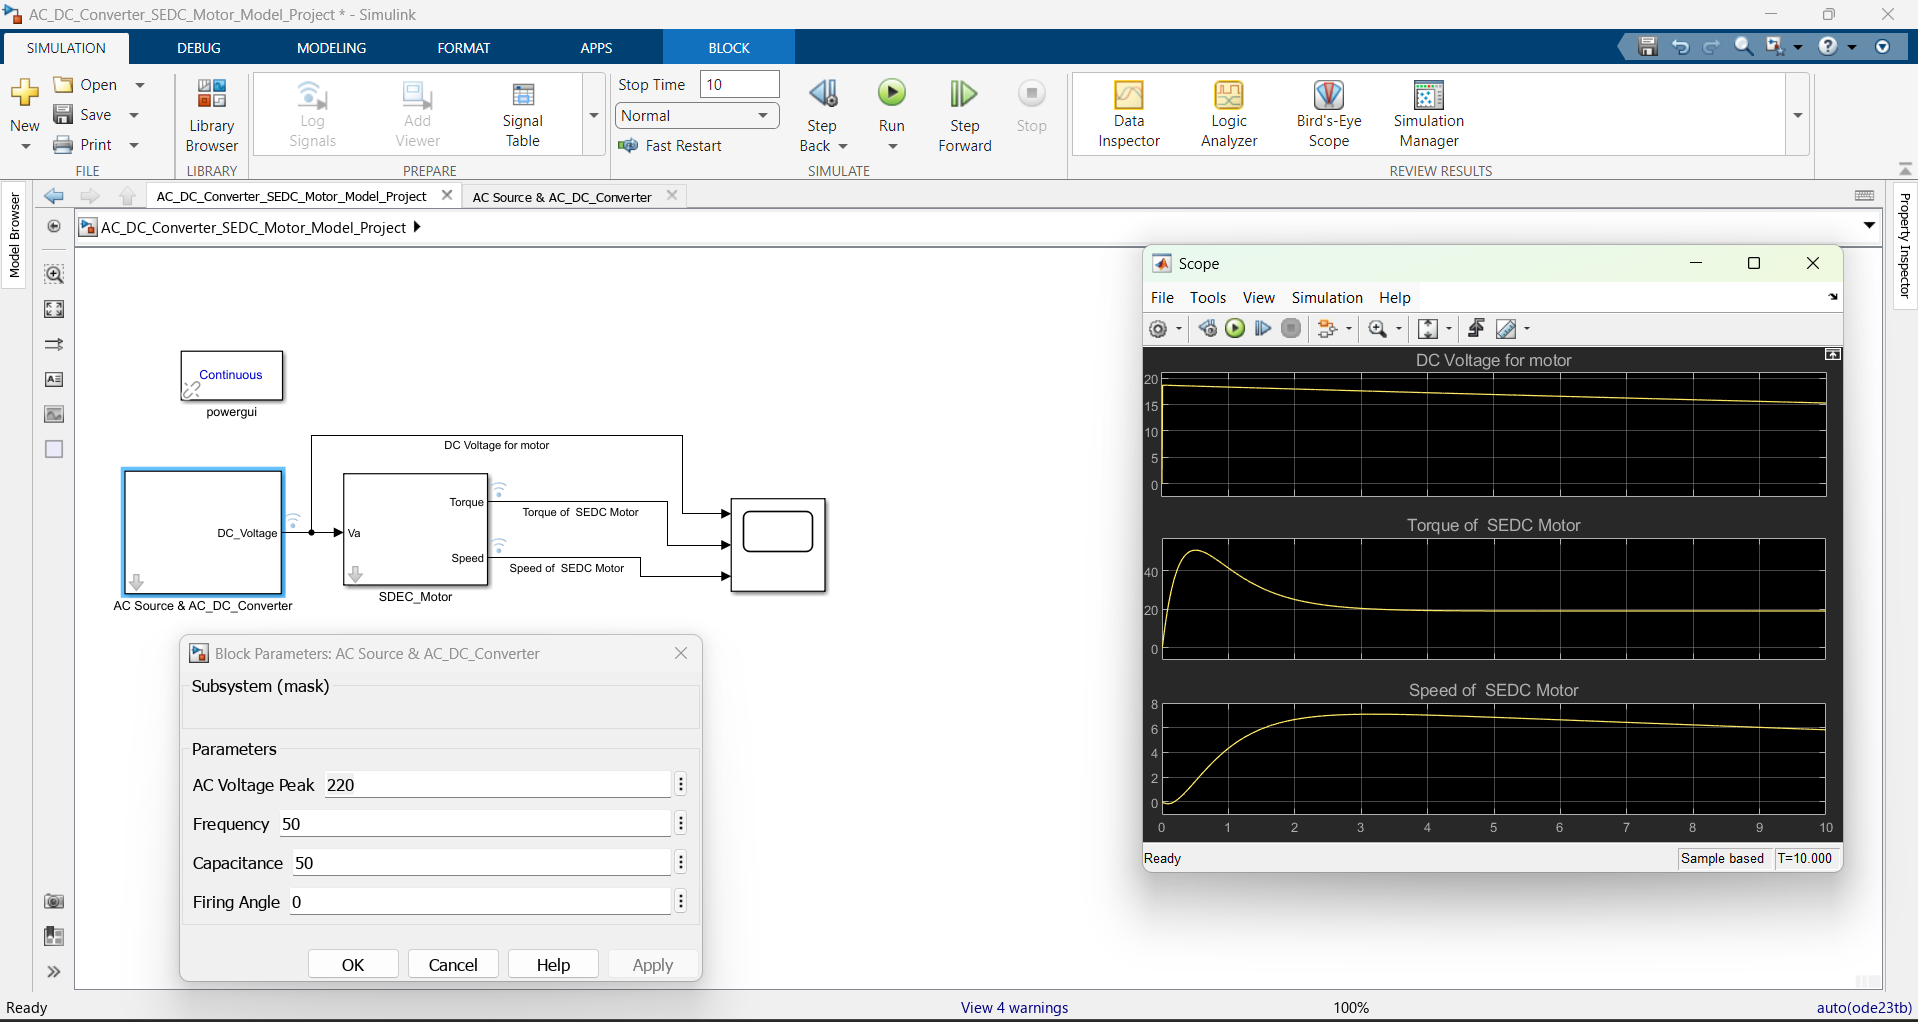 AC_DC_Converter_SEDC_Motor_Model_Project * - Simulink
SIMULATION DEBUG MODELING FORMAT APPS BLOCK
New
Open
Save
Print
FILE
Library
Browser
LIBRARY
Log
Signals
Add
Viewer
Signal
Table
PREPARE
Stop Time 10
Normal
Fast Restart
Step
Back
Run
Step
Forward
Stop
SIMULATE
Data
Inspector
Logic
Analyzer
Bird's-Eye
Scope
Simulation
Manager
REVIEW RESULTS
Model Browser
AC_DC_Converter_SEDC_Motor_Model_Project
AC Source & AC_DC_Converter
Property Inspector
AC_DC_Converter_SEDC_Motor_Model_Project
Continuous
powergui
DC Voltage for motor
DC_Voltage
AC Source & AC_DC_Converter
Va
Torque
Speed
SDEC_Motor
Torque of SEDC Motor
Speed of SEDC Motor
Block Parameters: AC Source & AC_DC_Converter
Subsystem (mask)
Parameters
AC Voltage Peak 220
Frequency 50
Capacitance 50
Firing Angle 0
OK Cancel Help Apply
Scope
File Tools View Simulation Help
DC Voltage for motor
20
15
10
5
0
Torque of SEDC Motor
40
20
0
Speed of SEDC Motor
8
6
4
2
0
0 1 2 3 4 5 6 7 8 9 10
Ready
Sample based T=10.000
Ready
View 4 warnings
100%
auto(ode23tb)